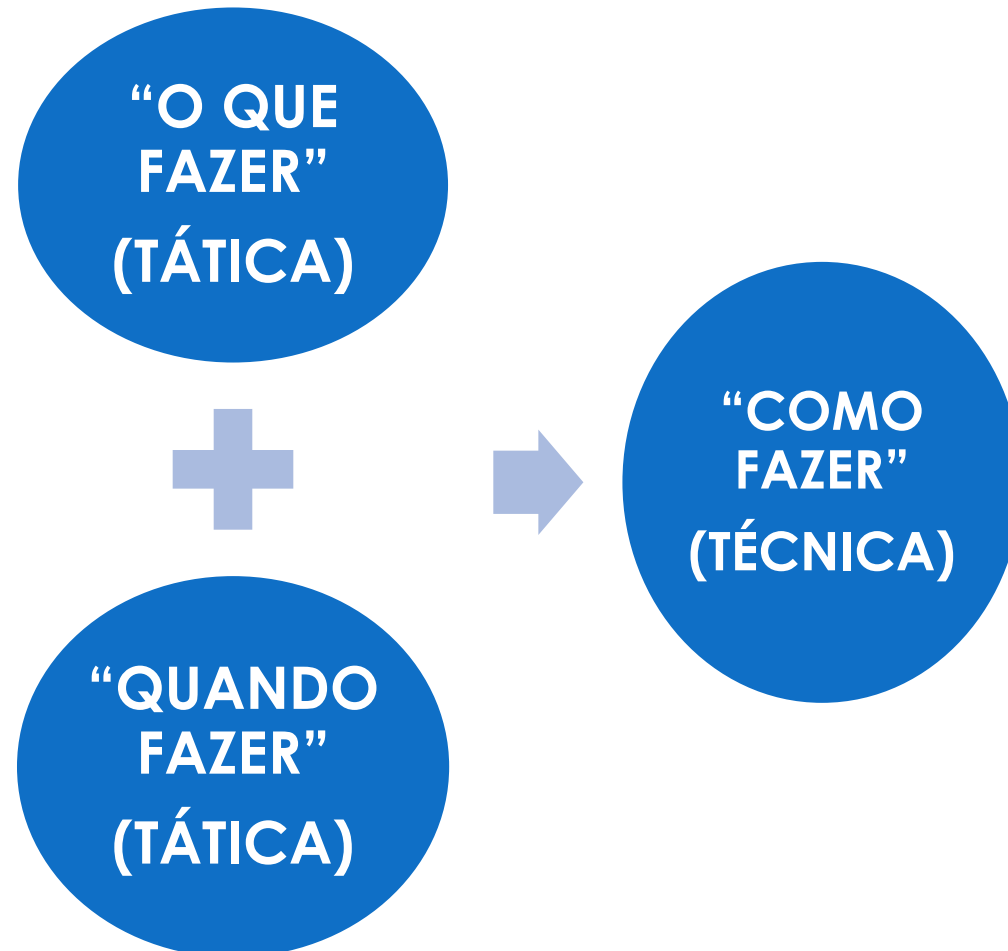 “O QUE
FAZER”
(TÁTICA)
“QUANDO
FAZER”
(TÁTICA)
“COMO
FAZER”
(TÉCNICA)